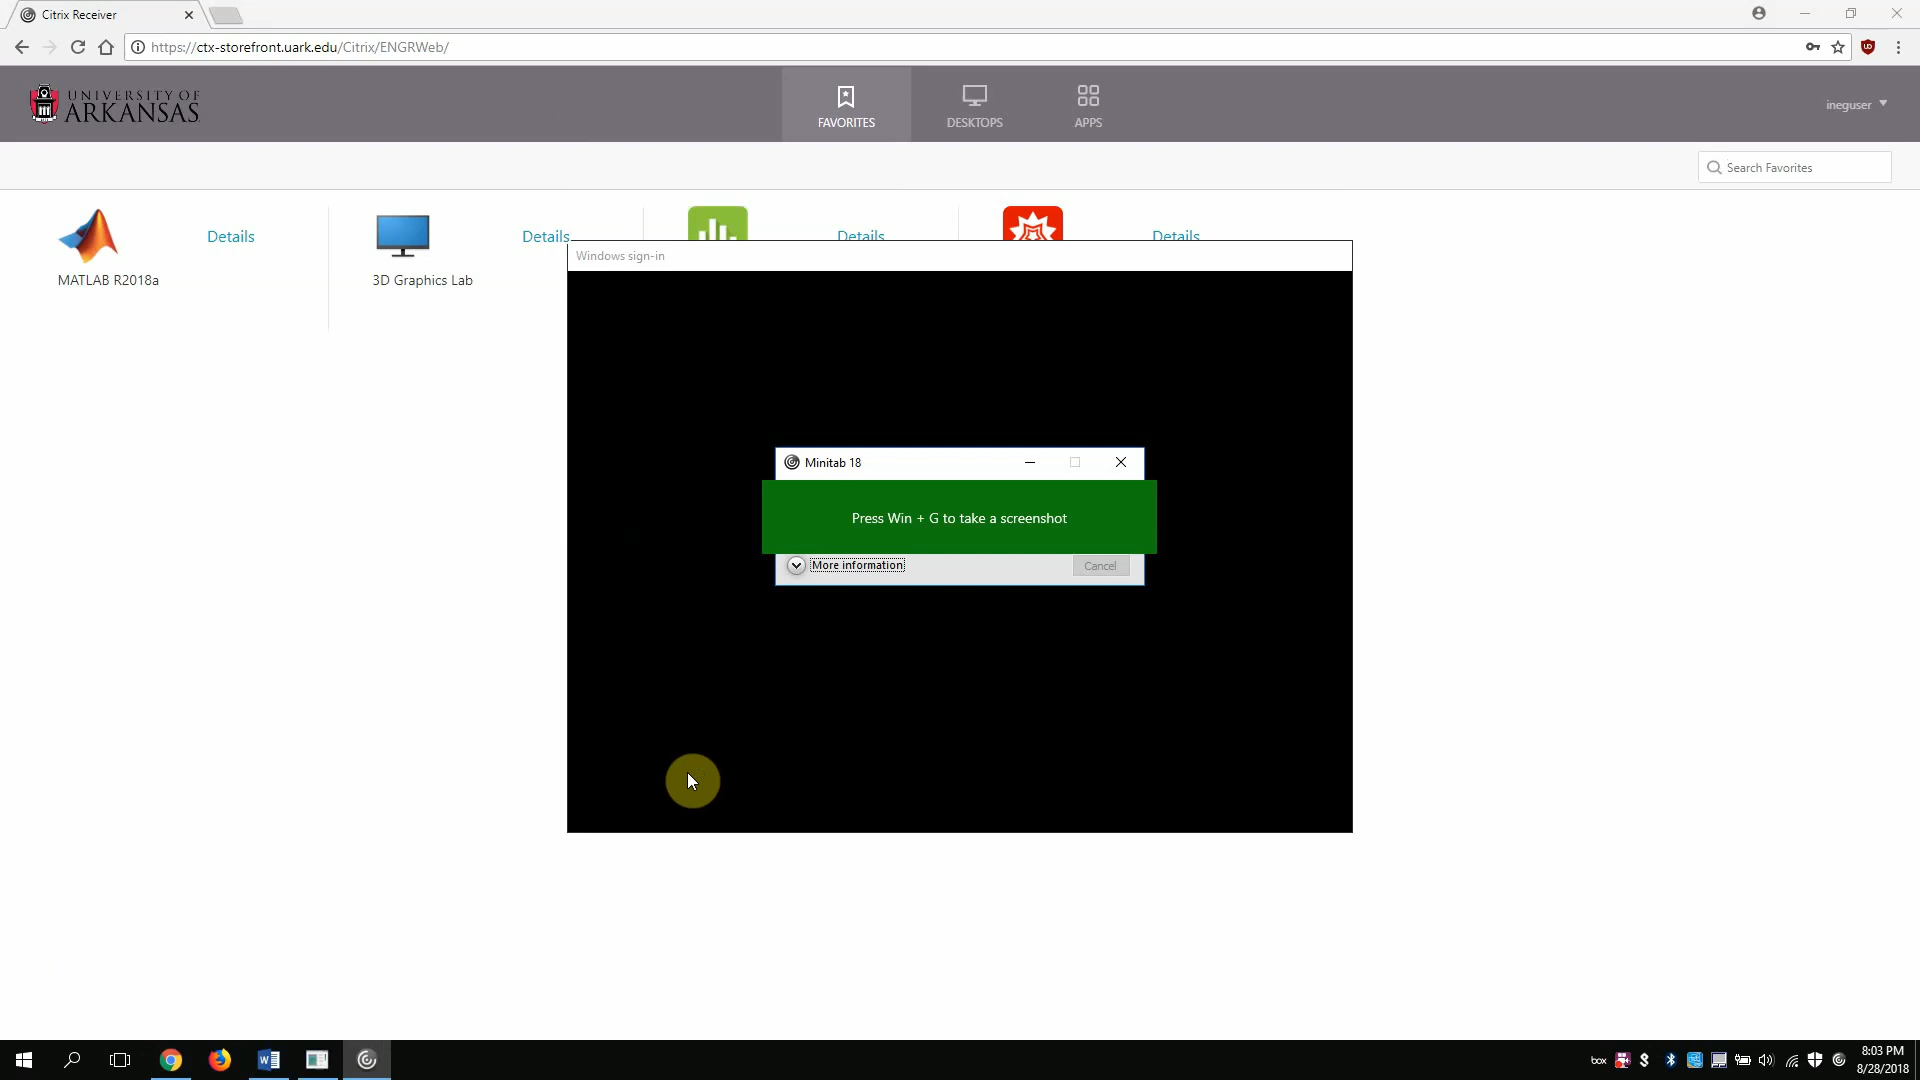 Citrix Receiver
https://ctx-storefront.uark.edu/Citrix/ENGRWeb/
UNIVERSITY OF
ARKANSAS
FAVORITES
DESKTOPS
APPS
ineguser
Search Favorites
Details
Details
Details
Details
MATLAB R2018a
3D Graphics Lab
Windows sign-in
Minitab 18
Press Win + G to take a screenshot
More information
Cancel
box
8:03 PM
8/28/2018